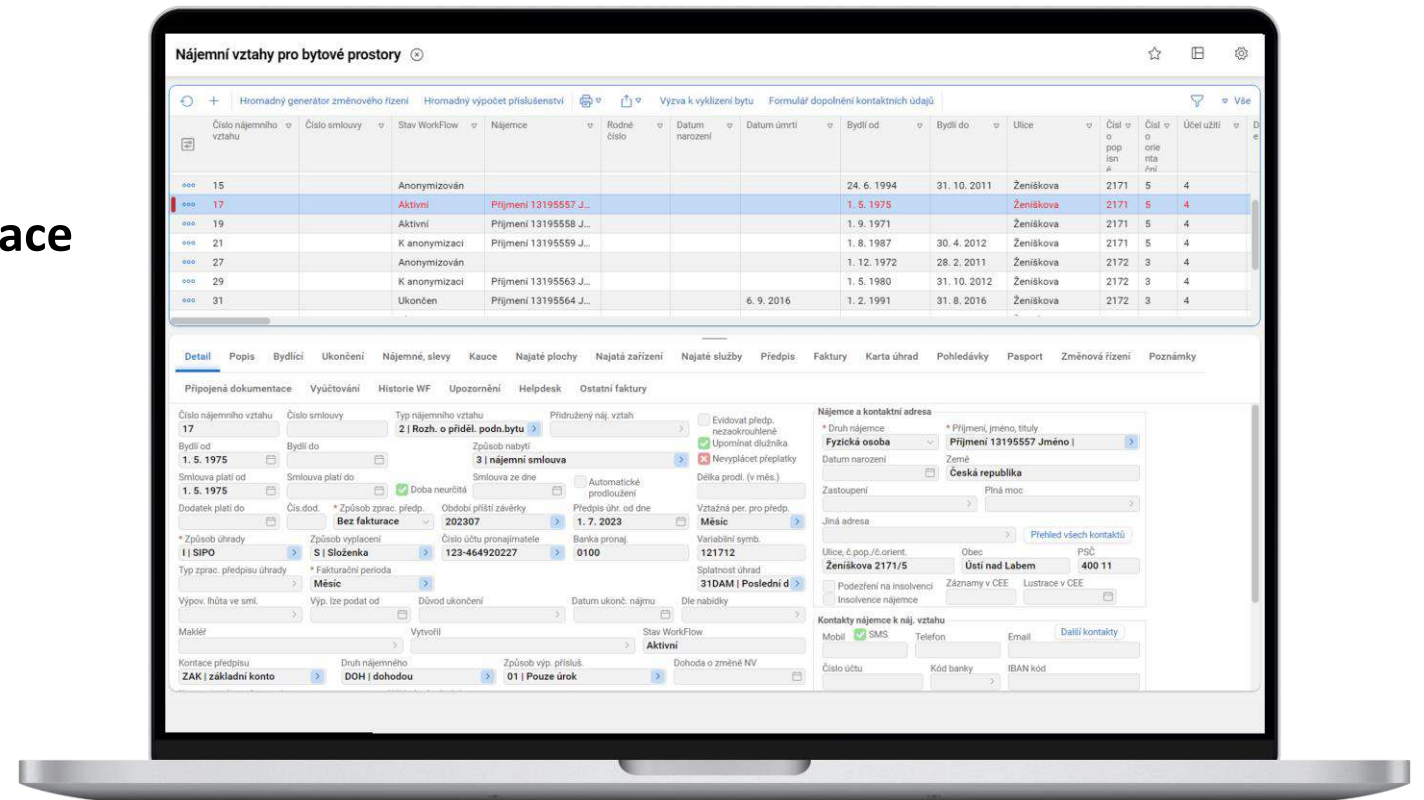 ace
Nájemní vztahy pro bytové prostory
Hromadný generátor změnového řízení Hromadný výpočet příslušenství Výzva k vyklizení bytu Formulář doplnění kontaktních údajů Vše
Číslo nájemního vztahu Číslo smlouvy Stav WorkFlow Nájemce Rodné číslo Datum narození Datum úmrtí Bydlí od Bydlí do Ulice Čísl o pop isn é Čísl o orie nta ční Účel užití
15 Anonymizován 24. 6. 1994 31. 10. 2011 Ženíškova 2171 5 4
17 Aktivní Příjmení 13195557 J... 1. 5. 1975 Ženíškova 2171 5 4
19 Aktivní Příjmení 13195558 J... 1. 9. 1971 Ženíškova 2171 5 4
21 K anonymizaci Příjmení 13195559 J... 1. 8. 1987 30. 4. 2012 Ženíškova 2171 5 4
27 Anonymizován 1. 12. 1972 28. 2. 2011 Ženíškova 2172 3 4
29 K anonymizaci Příjmení 13195563 J... 1. 5. 1980 31. 10. 2012 Ženíškova 2172 3 4
31 Ukončen Příjmení 13195564 J... 6. 9. 2016 1. 2. 1991 31. 8. 2016 Ženíškova 2172 3 4
Detail Popis Bydlící Ukončení Nájemné, slevy Kauce Najaté plochy Najatá zařízení Najaté služby Předpis Faktury Karta úhrad Pohledávky Pasport Změnová řízení Poznámky
Připojená dokumentace Vyúčtování Historie WF Upozornění Helpdesk Ostatní faktury
Číslo nájemního vztahu Číslo smlouvy Typ nájemního vztahu Přidružený náj. vztah
17 2 | Rozh. o přiděl. podn.bytu
Evidovat předp. nezaokrouhleně
Upomínat dlužníka
Nevyplácet přeplatky
Bydlí od Bydlí do Způsob nabytí
1. 5. 1975 3 | nájemní smlouva
Smlouva platí od Smlouva platí do Doba neurčitá Smlouva ze dne Automatické prodloužení Délka prodl. (v měs.)
1. 5. 1975
Dodatek platí do Čís.dod. * Způsob zprac. předp. Období příští závěrky Předpis úhr. od dne Vztažná per. pro předp.
Bez fakturace 202307 1. 7. 2023 Měsíc
* Způsob úhrady Způsob vyplacení Číslo účtu pronajímatele Banka pronaj. Variabilní symb.
I | SIPO S | Složenka 123-464920227 0100 121712
Typ zprac. předpisu úhrady * Fakturační perioda Splatnost úhrad
Měsíc 31DAM | Poslední d
Výpov. lhůta ve sml. Výp. lze podat od Důvod ukončení Datum ukonč. nájmu Dle nabídky
Makléř Vytvořil Stav WorkFlow
Aktivní
Kontace předpisu Druh nájemného Způsob výp. přísluš. Dohoda o změně NV
ZAK | základní konto DOH | dohodou 01 | Pouze úrok
Nájemce a kontaktní adresa
* Druh nájemce * Příjmení, jméno, tituly
Fyzická osoba Příjmení 13195557 Jméno |
Datum narození Země
Česká republika
Zastoupení Plná moc
Jiná adresa
Přehled všech kontaktů
Ulice, č.pop./č.orient. Obec PSČ
Ženíškova 2171/5 Ústí nad Labem 400 11
Podezření na insolvenci Záznamy v CEE Lustrace v CEE
Insolvence nájemce
Kontakty nájemce k náj. vztahu
Mobil SMS Telefon Email Další kontakty
Číslo účtu Kód banky IBAN kód